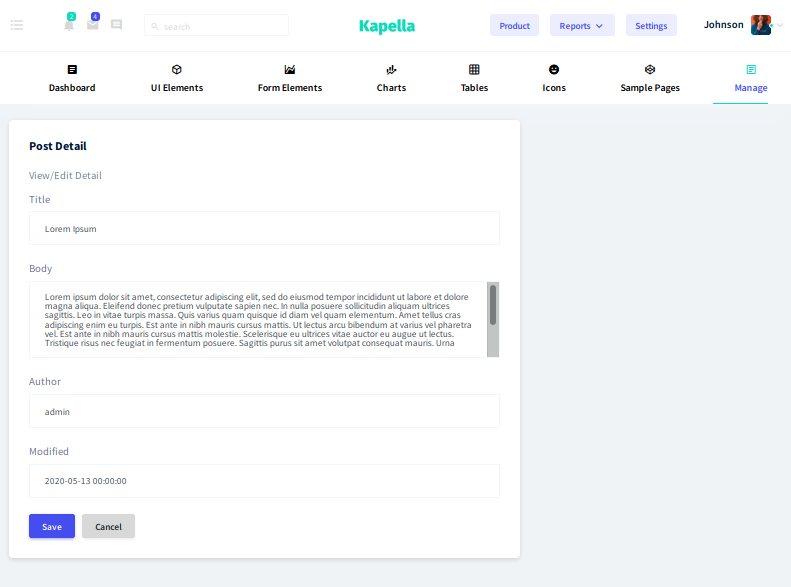 2
4
search
Kapella
Product
Reports
Settings
Johnson
Dashboard
UI Elements
Form Elements
Charts
Tables
Icons
Sample Pages
Manage
Post Detail
View/Edit Detail
Title
Lorem Ipsum
Body
Lorem ipsum dolor sit amet, consectetur adipiscing elit, sed do eiusmod tempor incididunt ut labore et dolore
magna aliqua. Eleifend donec pretium vulputate sapien nec. In nulla posuere sollicitudin aliquam ultrices
sagittis. Leo in vitae turpis massa. Quis varius quam quisque id diam vel quam elementum. Amet tellus cras
adipiscing enim eu turpis. Est ante in nibh mauris cursus mattis. Ut lectus arcu bibendum at varius vel pharetra
vel. Est ante in nibh mauris cursus mattis molestie. Scelerisque eu ultrices vitae auctor eu augue ut lectus.
Tristique risus nec feugiat in fermentum posuere. Sagittis purus sit amet volutpat consequat mauris. Urna
Author
admin
Modified
2020-05-13 00:00:00
Save
Cancel